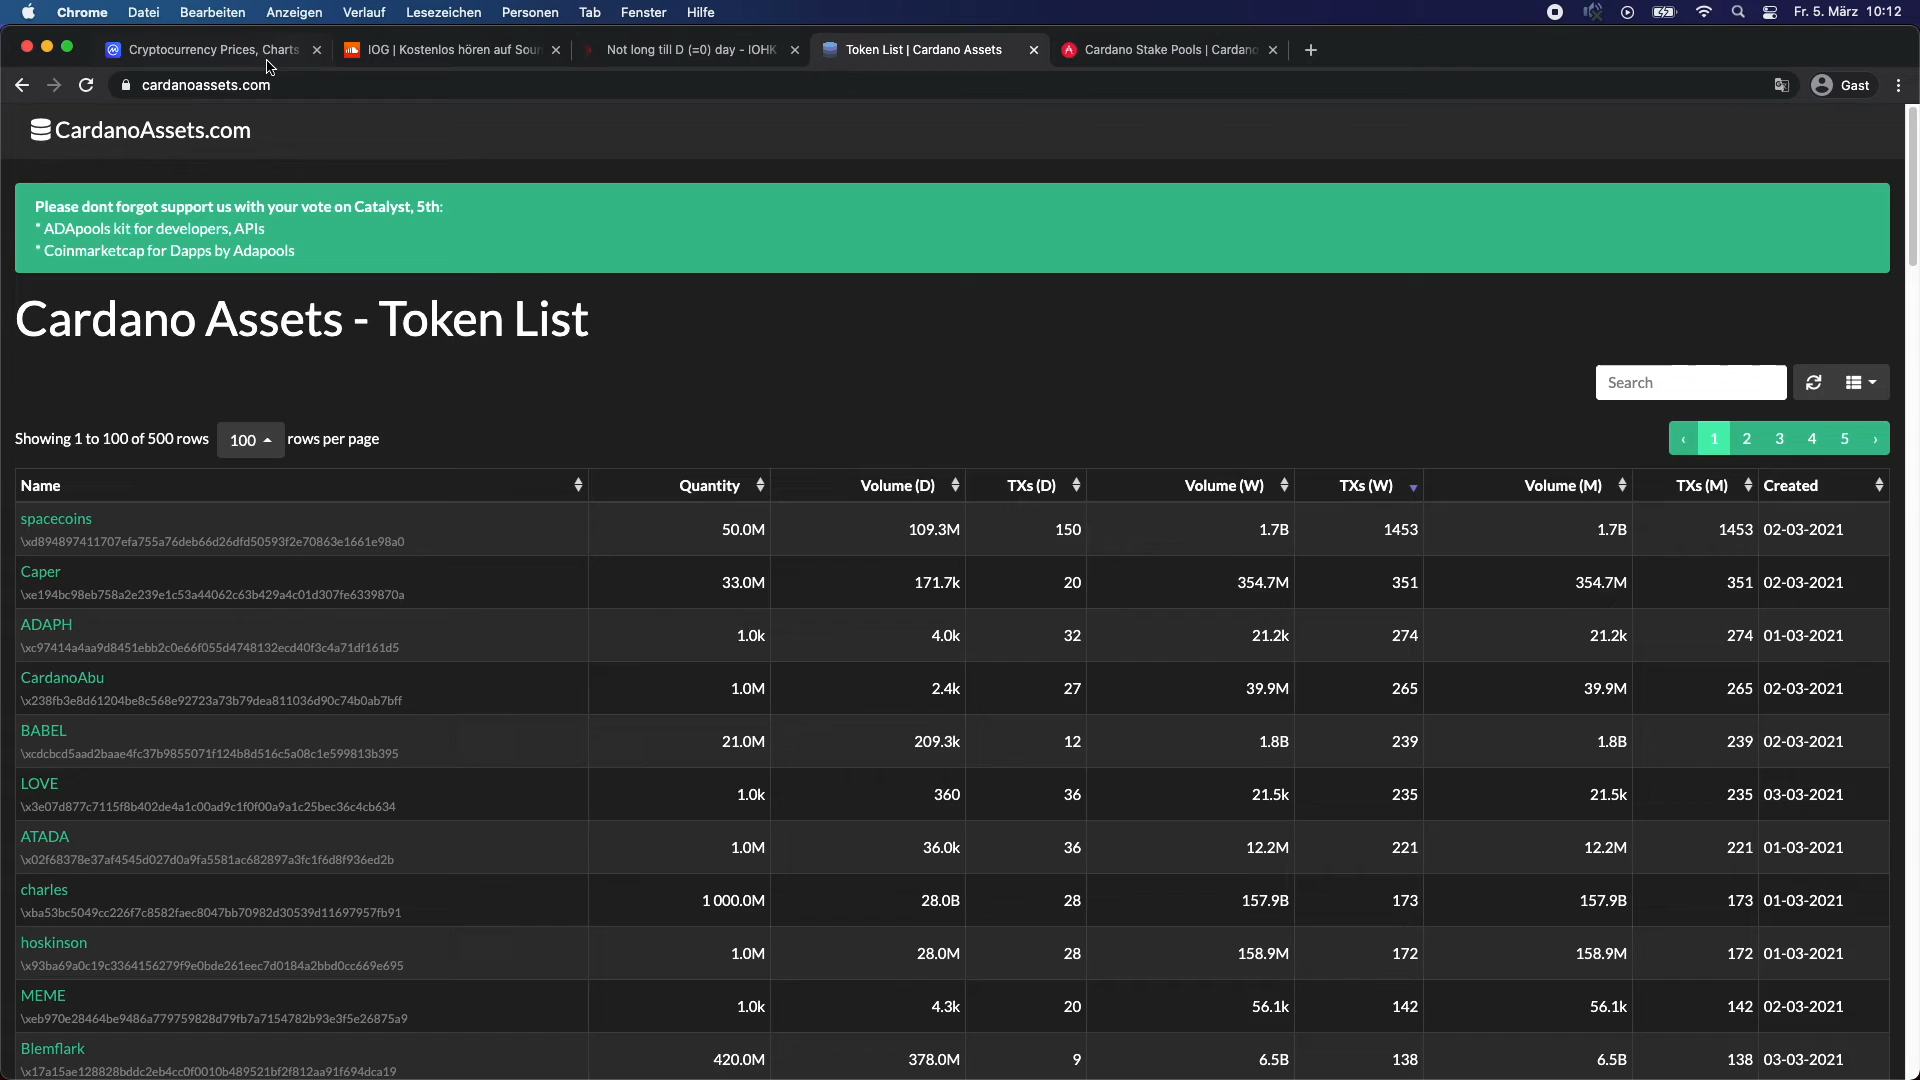 Chrome Datei Bearbeiten Anzeigen Verlauf Lesezeichen Personen Tab Fenster Hilfe Fr. 5. März 10:12
Cryptocurrency Prices, Charts IOG | Kostenlos hören auf Soun Not long till D (=0) day - IOHK Token List | Cardano Assets Cardano Stake Pools | Cardano
cardanoassets.com Gast
CardanoAssets.com
Please dont forgot support us with your vote on Catalyst, 5th:
* ADApools kit for developers, APIs
* Coinmarketcap for Dapps by Adapools
Cardano Assets - Token List
Search
Showing 1 to 100 of 500 rows 100 rows per page ‹ 1 2 3 4 5 ›
Name Quantity Volume (D) TXs (D) Volume (W) TXs (W) Volume (M) TXs (M) Created
spacecoins
\xd894897411707efa755a76deb66d26dfd50593f2e70863e1661e98a0 50.0M 109.3M 150 1.7B 1453 1.7B 1453 02-03-2021
Caper
\xe194bc98eb758a2e239e1c53a44062c63b429a4c01d307fe6339870a 33.0M 171.7k 20 354.7M 351 354.7M 351 02-03-2021
ADAPH
\xc97414a4aa9d8451ebb2c0e66f055d4748132ecd40f3c4a71df161d5 1.0k 4.0k 32 21.2k 274 21.2k 274 01-03-2021
CardanoAbu
\x238fb3e8d61204be8c568e92723a73b79dea811036d90c74b0ab7bff 1.0M 2.4k 27 39.9M 265 39.9M 265 02-03-2021
BABEL
\xcdcbcd5aad2baae4fc37b9855071f124b8d516c5a08c1e599813b395 21.0M 209.3k 12 1.8B 239 1.8B 239 02-03-2021
LOVE
\x3e07d877c7115f8b402de4a1c00ad9c1f0f00a9a1c25bec36c4cb634 1.0k 360 36 21.5k 235 21.5k 235 03-03-2021
ATADA
\x02f68378e37af4545d027d0a9fa5581ac682897a3fc1f6d8f936ed2b 1.0M 36.0k 36 12.2M 221 12.2M 221 01-03-2021
charles
\xba53bc5049cc226f7c8582faec8047bb70982d30539d11697957fb91 1 000.0M 28.0B 28 157.9B 173 157.9B 173 01-03-2021
hoskinson
\x93ba69a0c19c3364156279f9e0bde261eec7d0184a2bbd0cc669e695 1.0M 28.0M 28 158.9M 172 158.9M 172 01-03-2021
MEME
\xeb970e28464be9486a779759828d79fb7a7154782b93e3f5e26875a9 1.0k 4.3k 20 56.1k 142 56.1k 142 02-03-2021
Blemflark
\x17a15ae128828bddc2eb4cc0f0010b489521bf2f812aa91f694dca19 420.0M 378.0M 9 6.5B 138 6.5B 138 03-03-2021